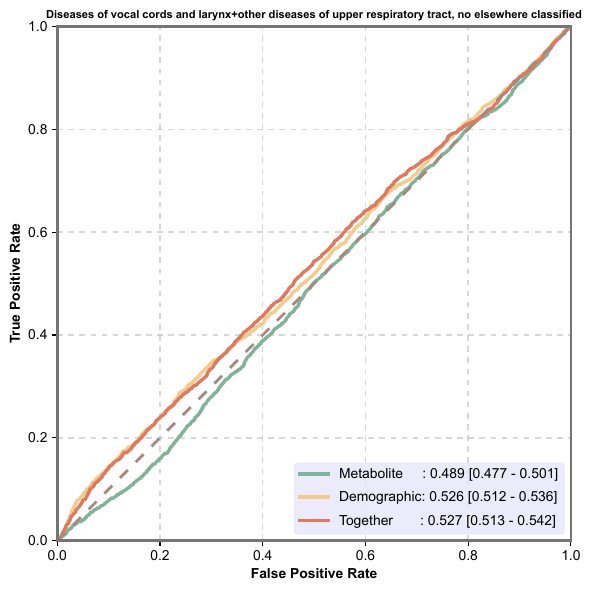 Diseases of vocal cords and larynx+other diseases of upper respiratory tract, no elsewhere classified
1.0
0.8
0.6
0.4
0.2
0.0
True Positive Rate
Metabolite : 0.489 [0.477 - 0.501]
Demographic: 0.526 [0.512 - 0.536]
Together : 0.527 [0.513 - 0.542]
0.0 0.2 0.4 0.6 0.8 1.0
False Positive Rate